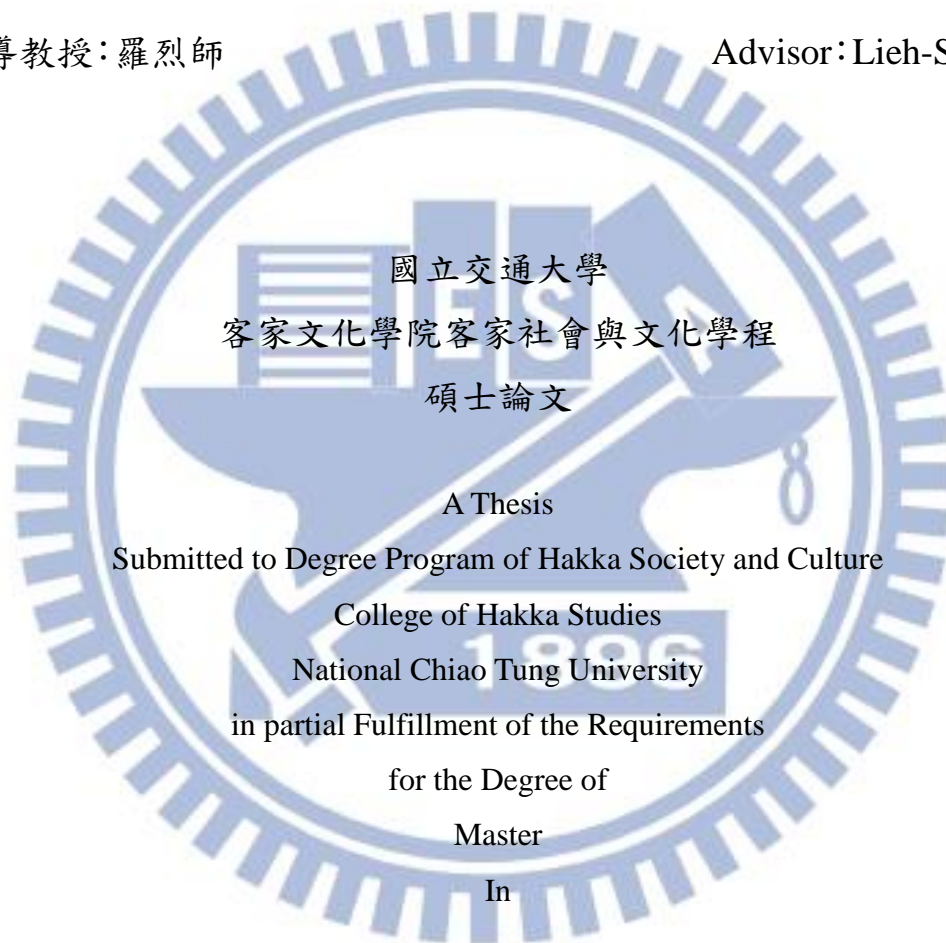 導教授：羅烈師 Advisor：Lieh-S
國立交通大學
客家文化學院客家社會與文化學程
碩士論文
A Thesis
Submitted to Degree Program of Hakka Society and Culture
College of Hakka Studies
National Chiao Tung University
in partial Fulfillment of the Requirements
for the Degree of
Master
In
E S A
1896